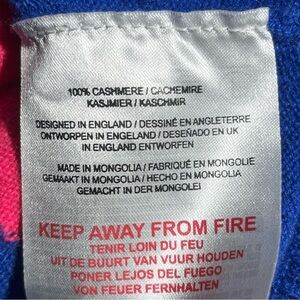 100% CASHMERE / CACHEMIRE
KASJMIER / KASCHMIR
DESIGNED IN ENGLAND / DESSINÉ EN ANGLETERRE
ONTWORPEN IN ENGELAND / DESEÑADO EN UK
IN ENGLAND ENTWORFEN
MADE IN MONGOLIA / FABRIQUÉ EN MONGOLIE
GEMAAKT IN MONGOLIË / HECHO EN MONGOLIA
GEMACHT IN DER MONGOLEI
KEEP AWAY FROM FIRE
TENIR LOIN DU FEU
UIT DE BUURT VAN VUUR HOUDEN
PONER LEJOS DEL FUEGO
VON FEUER FERNHALTEN